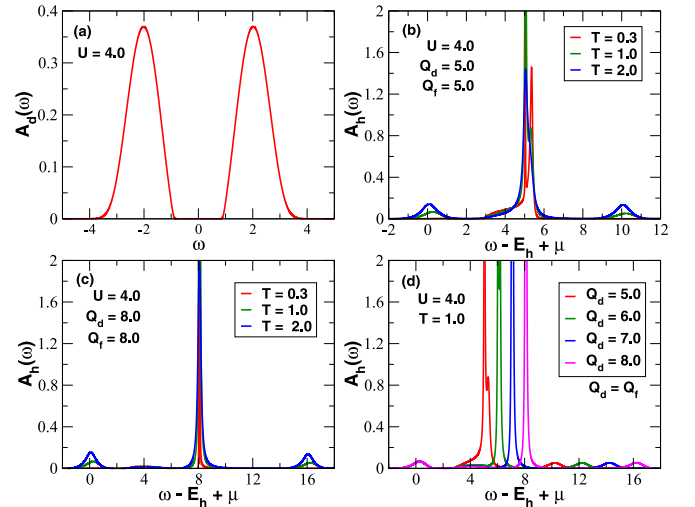 (a)
U = 4.0
A_d(ω)
0.4
0.3
0.2
0.1
0
-4 -2 0 2 4
ω
(b)
U = 4.0
Q_d = 5.0
Q_f = 5.0
T = 0.3
T = 1.0
T = 2.0
A_h(ω)
2
1.6
1.2
0.8
0.4
0
-2 0 2 4 6 8 10 12
ω - E_h + μ
(c)
U = 4.0
Q_d = 8.0
Q_f = 8.0
T = 0.3
T = 1.0
T = 2.0
A_h(ω)
2
1.6
1.2
0.8
0.4
0
0 4 8 12 16
ω - E_h + μ
(d)
U = 4.0
T = 1.0
Q_d = 5.0
Q_d = 6.0
Q_d = 7.0
Q_d = 8.0
Q_d = Q_f
A_h(ω)
2
1.6
1.2
0.8
0.4
0
0 4 8 12 16
ω - E_h + μ